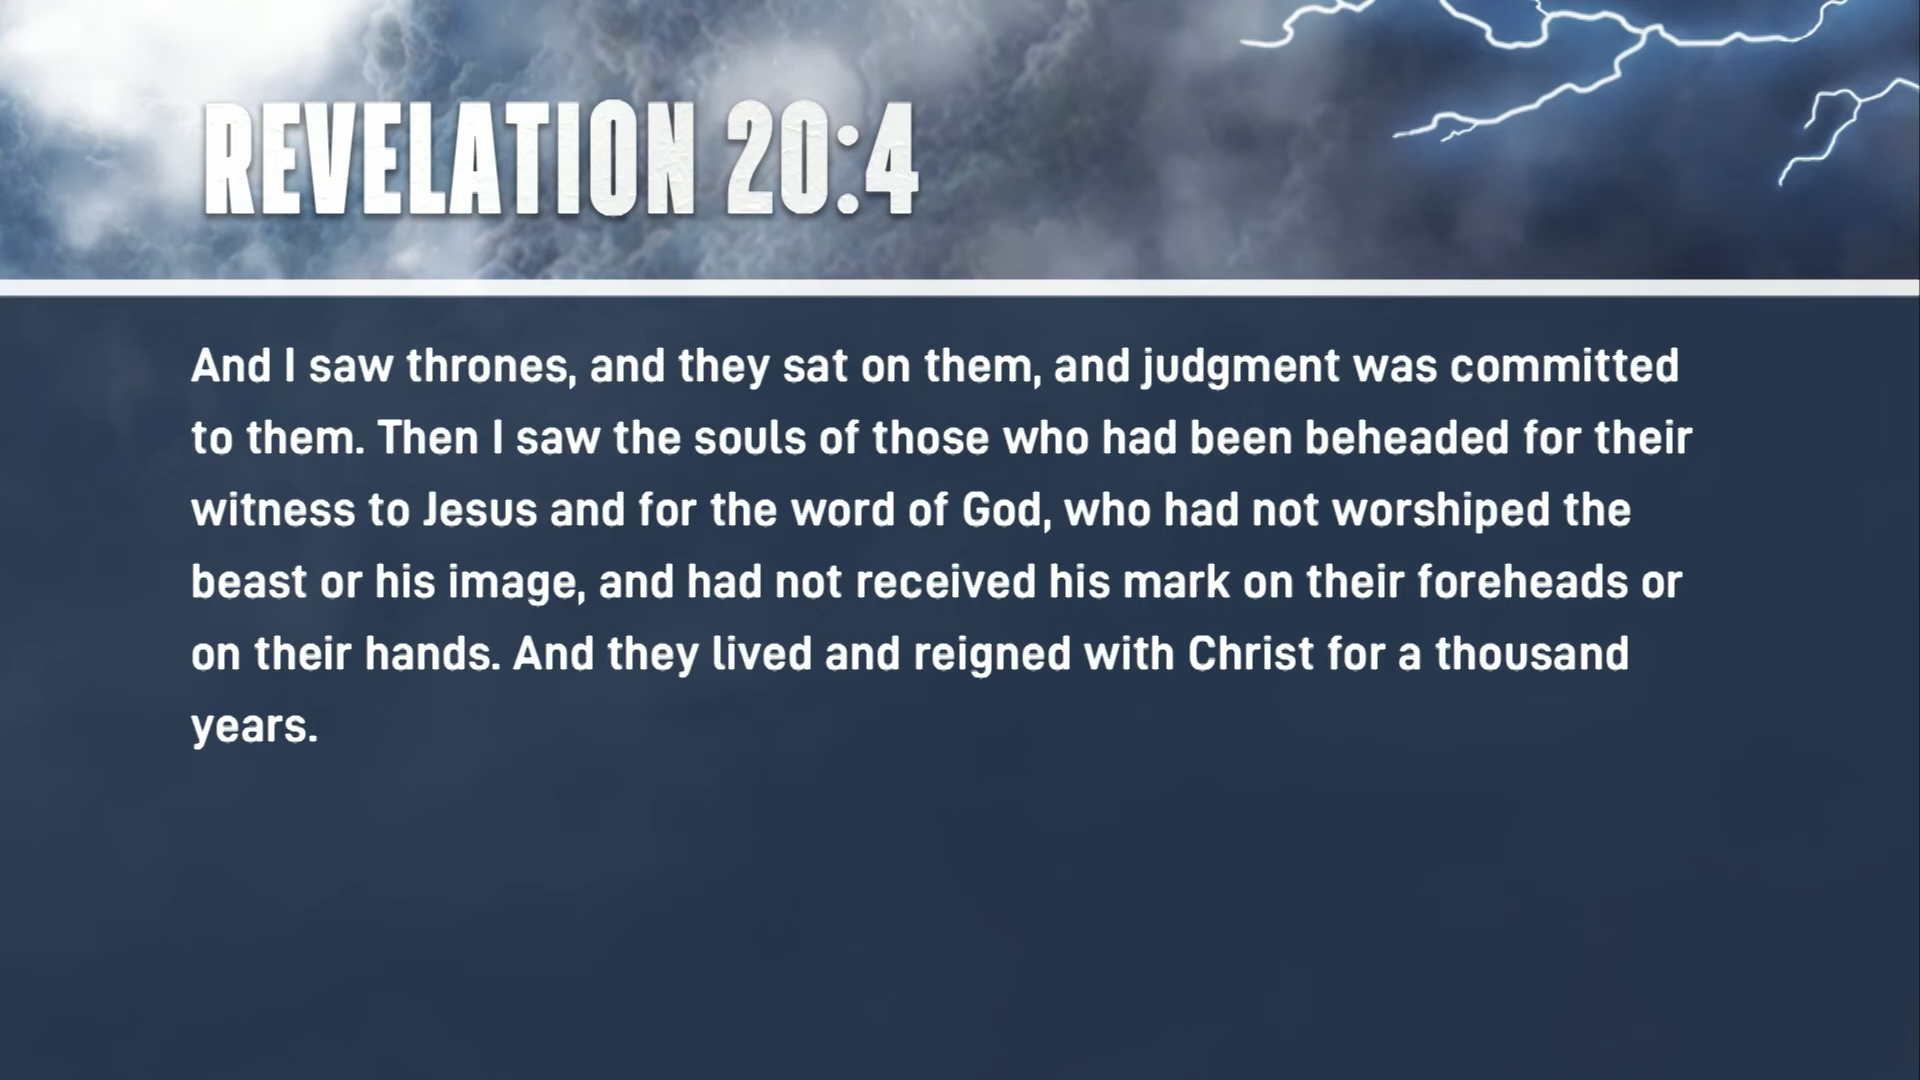 REVELATION 20:4
And I saw thrones, and they sat on them, and judgment was committed
to them. Then I saw the souls of those who had been beheaded for their
witness to Jesus and for the word of God, who had not worshiped the
beast or his image, and had not received his mark on their foreheads or
on their hands. And they lived and reigned with Christ for a thousand
years.